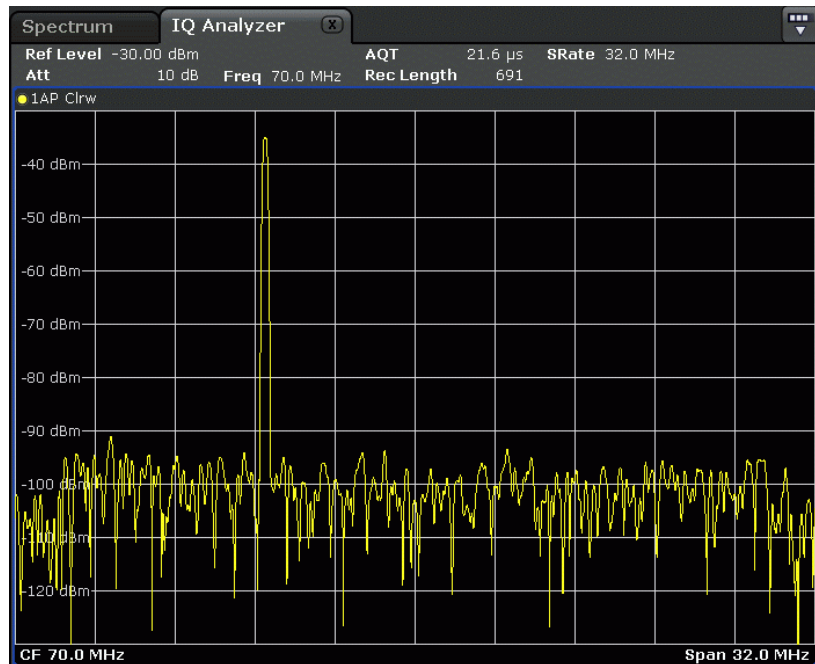 Spectrum IQ Analyzer X
Ref Level -30.00 dBm AQT 21.6 µs SRate 32.0 MHz
Att 10 dB Freq 70.0 MHz Rec Length 691
1AP Clrw
-40 dBm
-50 dBm
-60 dBm
-70 dBm
-80 dBm
-90 dBm
-100 dBm
-110 dBm
-120 dBm
CF 70.0 MHz Span 32.0 MHz